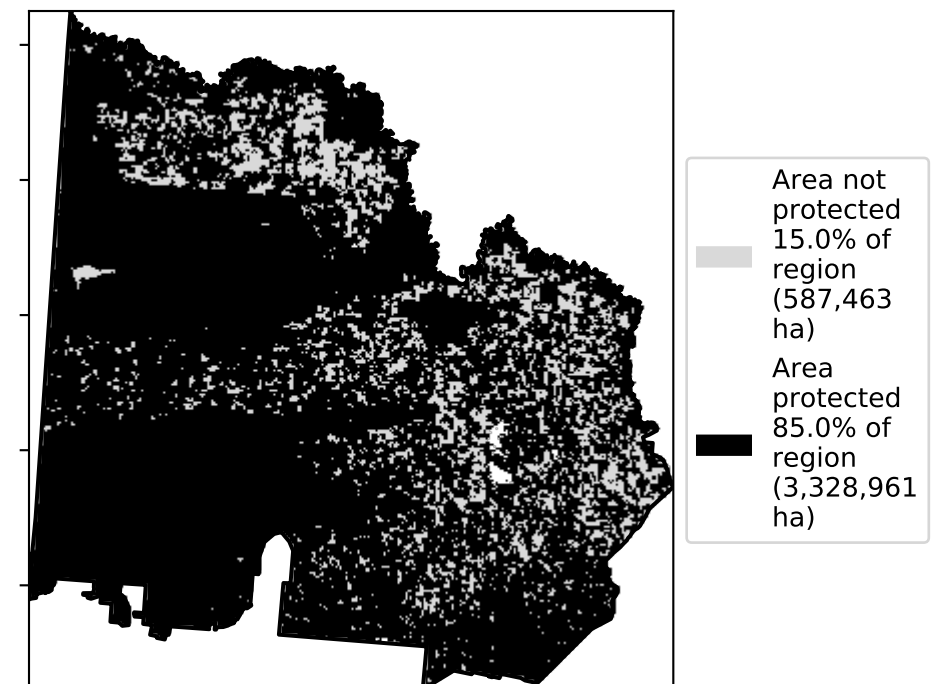 Area not
protected
15.0% of
region
(587,463
ha)
Area
protected
85.0% of
region
(3,328,961
ha)